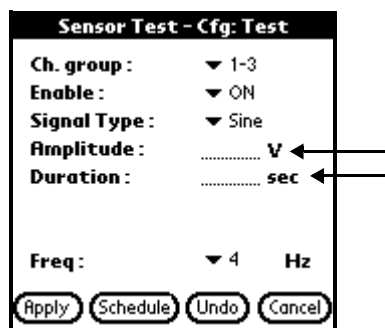 Sensor Test - Cfg: Test
Ch. group : 1-3
Enable : ON
Signal Type : Sine
Amplitude : V
Duration : sec
Freq : 4 Hz
Apply Schedule Undo Cancel